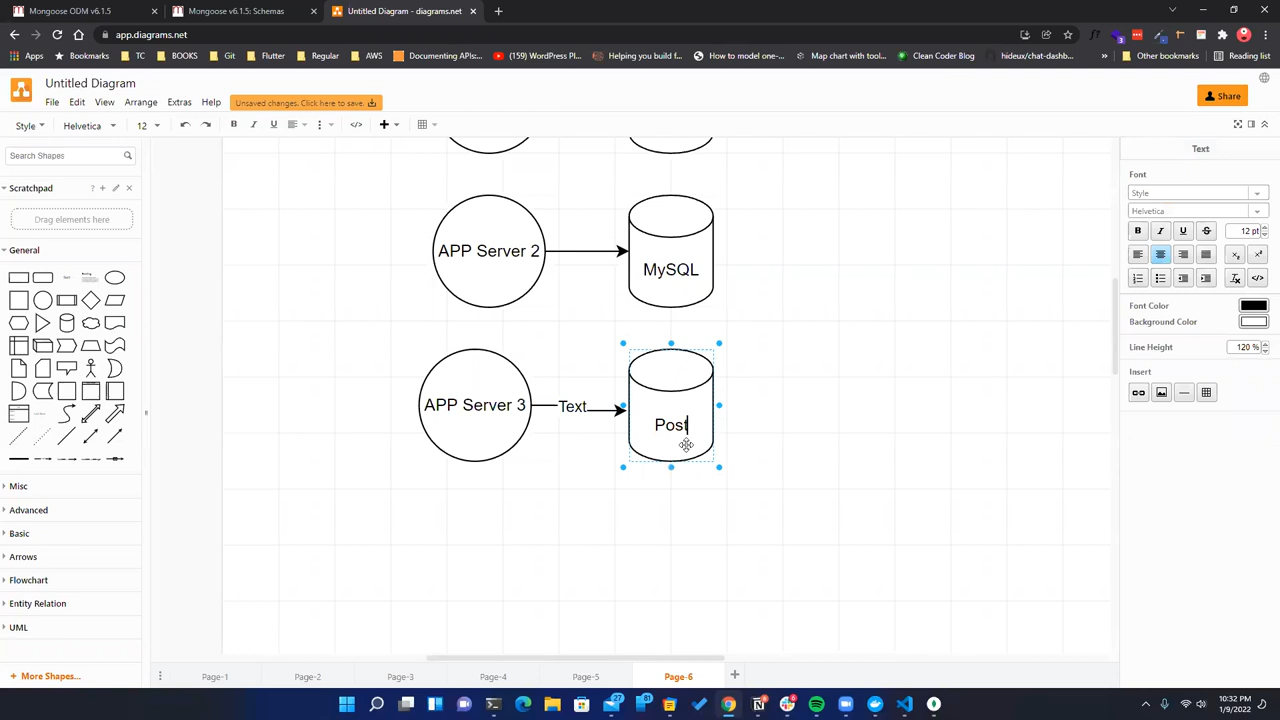 Mongoose ODM v6.1.5
Mongoose v6.1.5: Schemas
Untitled Diagram - diagrams.net
app.diagrams.net
Apps
Bookmarks
TC
BOOKS
Git
Flutter
Regular
AWS
Documenting APIs:...
(159) WordPress Pl...
Helping you build f...
How to model one-...
Map chart with tool...
Clean Coder Blog
hideux/chat-dashb...
Other bookmarks
Reading list
Untitled Diagram
File
Edit
View
Arrange
Extras
Help
Unsaved changes. Click here to save.
Share
Style
Helvetica
12
Search Shapes
Scratchpad
Drag elements here
General
Misc
Advanced
Basic
Arrows
Flowchart
Entity Relation
UML
+ More Shapes...
APP Server 2
MySQL
APP Server 3
Text
Post
Text
Font
Style
Helvetica
12 pt
Font Color
Background Color
Line Height
120 %
Insert
Page-1
Page-2
Page-3
Page-4
Page-5
Page-6
10:32 PM
1/9/2022